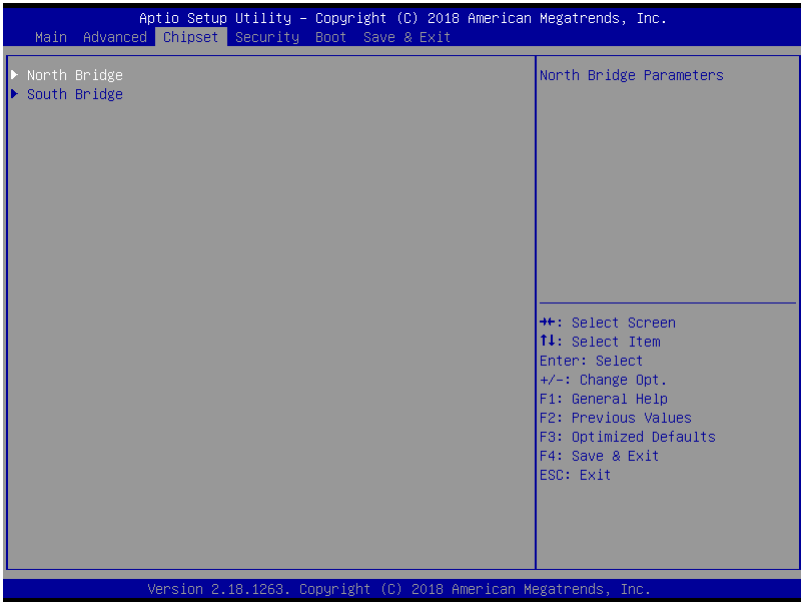 Aptio Setup Utility – Copyright (C) 2018 American Megatrends, Inc.
Main Advanced Chipset Security Boot Save & Exit
▶ North Bridge
▶ South Bridge
North Bridge Parameters
→←: Select Screen
↑↓: Select Item
Enter: Select
+/-: Change Opt.
F1: General Help
F2: Previous Values
F3: Optimized Defaults
F4: Save & Exit
ESC: Exit
Version 2.18.1263. Copyright (C) 2018 American Megatrends, Inc.